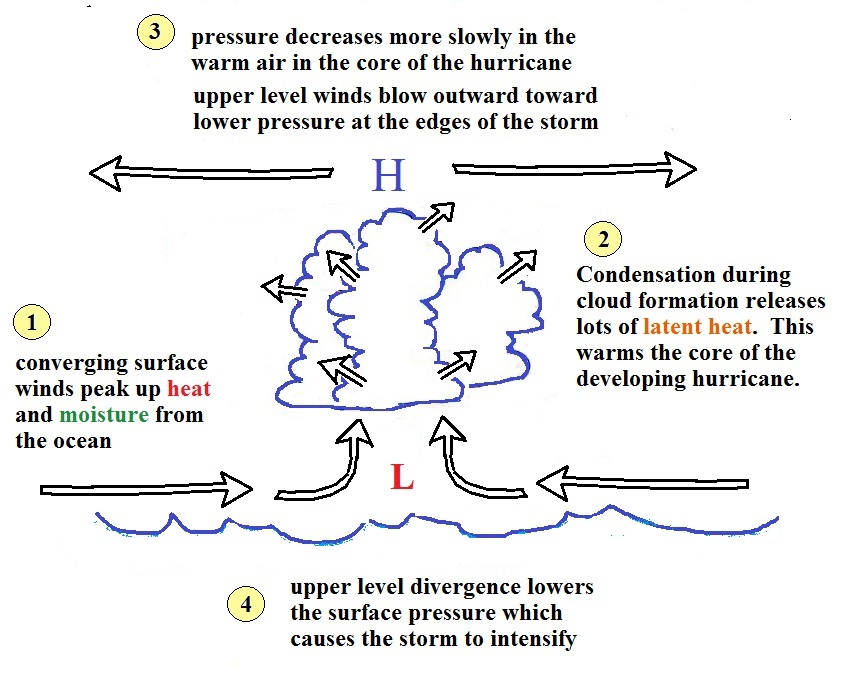 3
pressure decreases more slowly in the
warm air in the core of the hurricane
upper level winds blow outward toward
lower pressure at the edges of the storm
H
2
Condensation during
cloud formation releases
lots of latent heat. This
warms the core of the
developing hurricane.
1
converging surface
winds peak up heat
and moisture from
the ocean
L
4
upper level divergence lowers
the surface pressure which
causes the storm to intensify